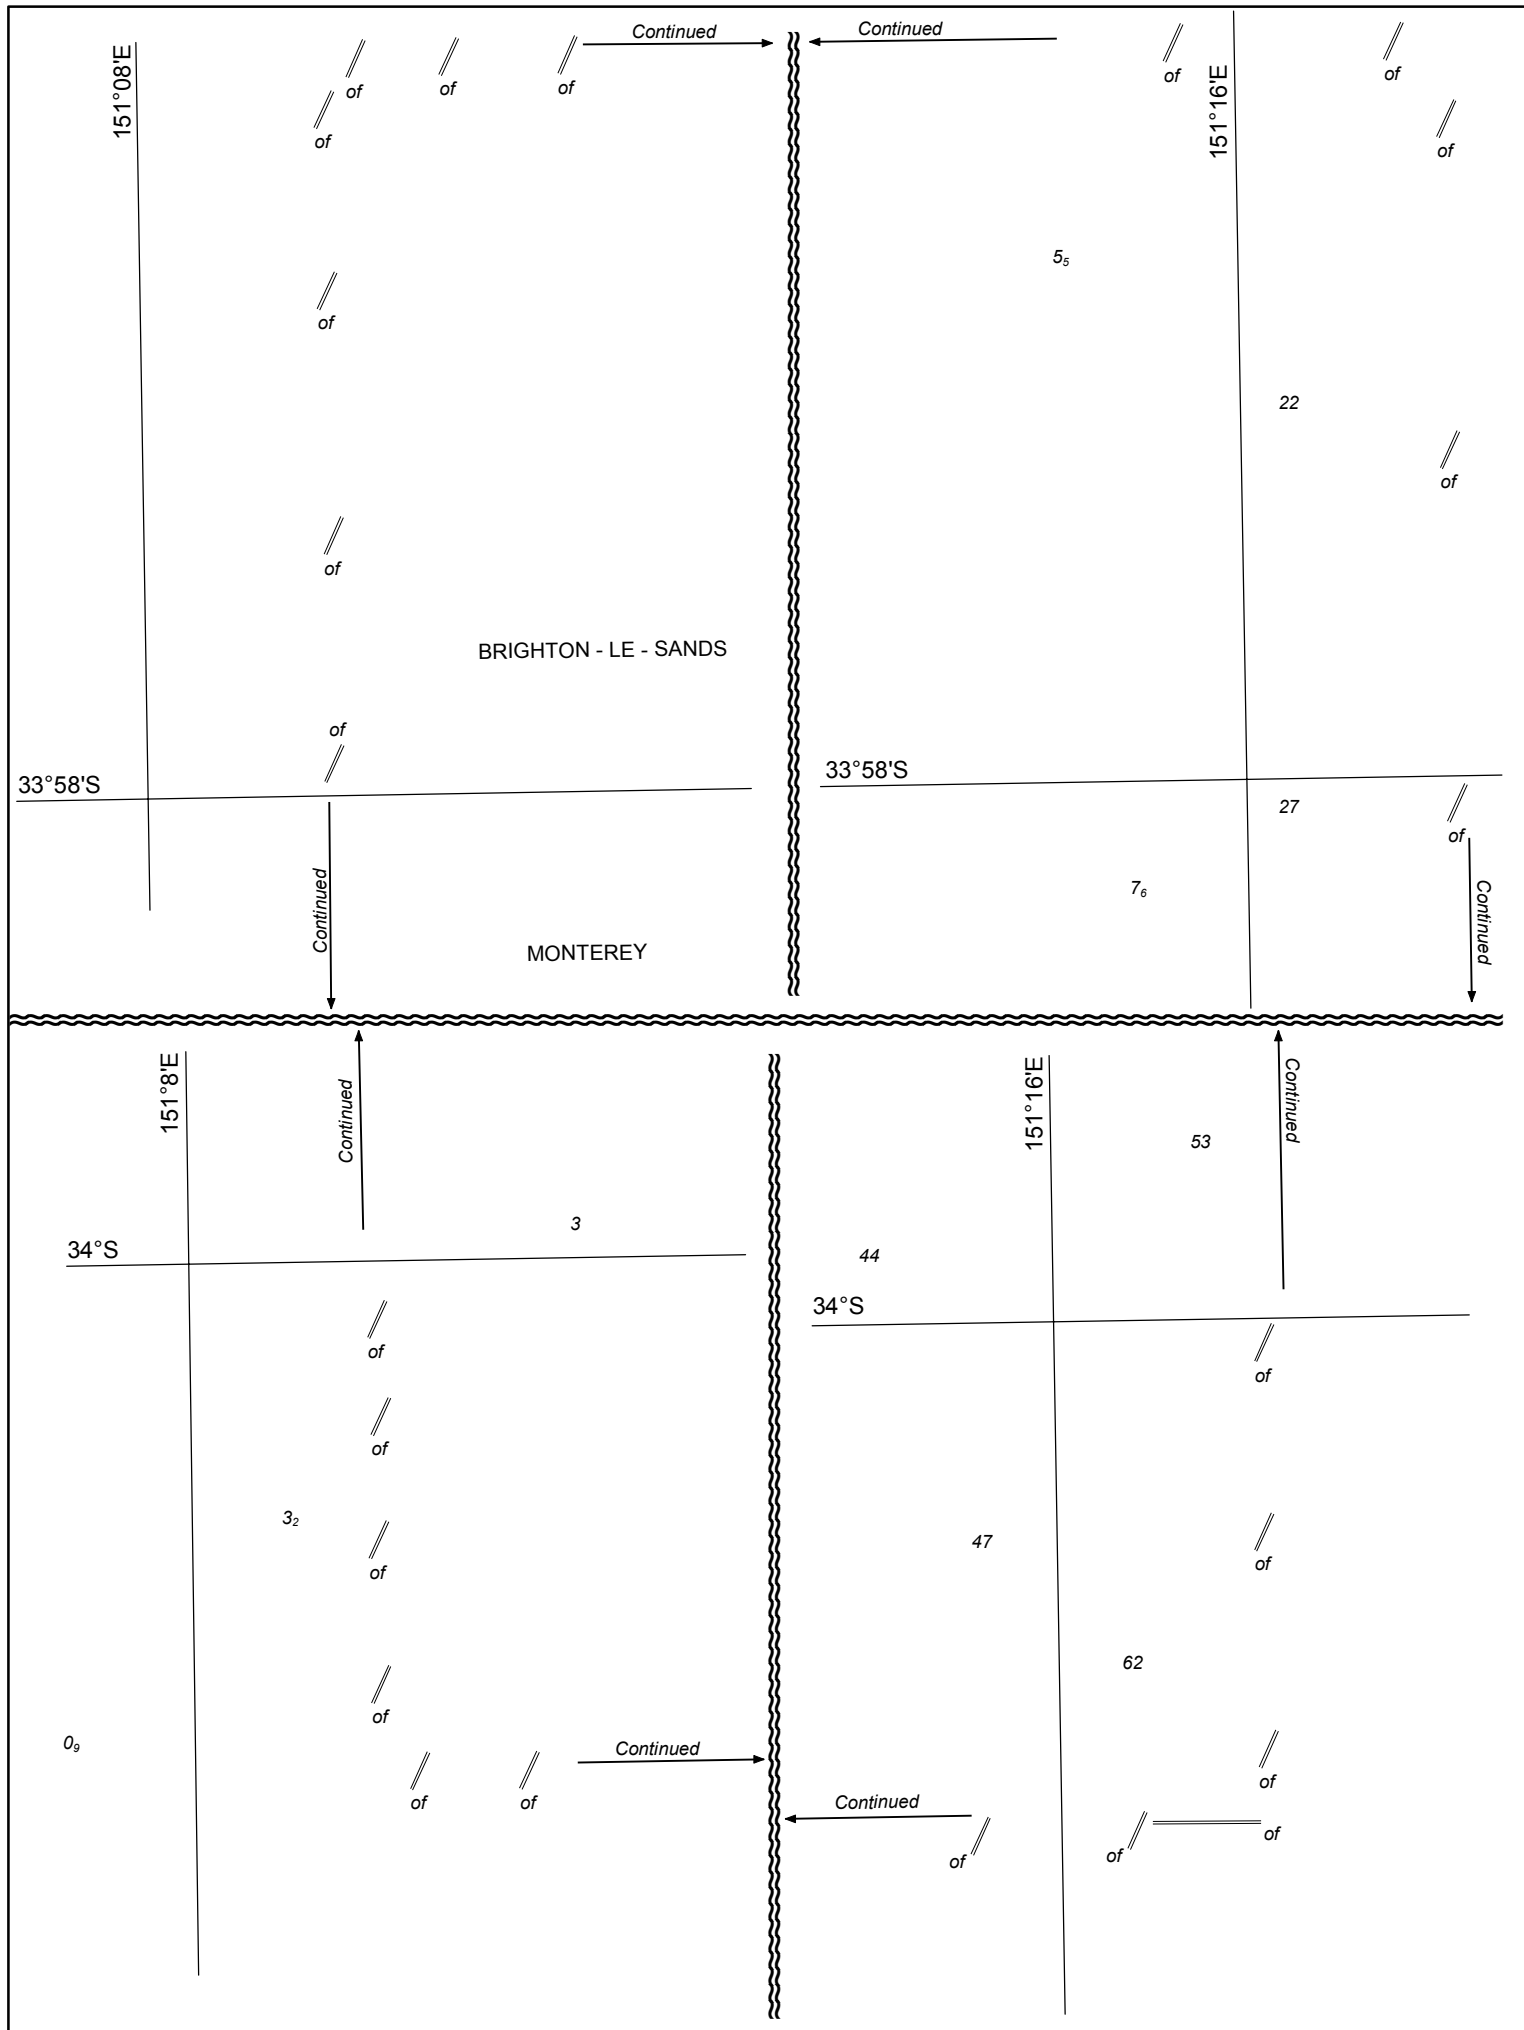 Continued
Continued
151°08'E
151°16'E
of
of
of
of
of
of
of
5₅
of
22
of
of
BRIGHTON - LE - SANDS
of
33°58'S
33°58'S
27
of
Continued
7₆
Continued
MONTEREY
151°8'E
Continued
151°16'E
53
Continued
3
34°S
44
34°S
of
of
of
3₂
47
of
of
62
of
0₉
Continued
of
of
of
Continued
of
of
of